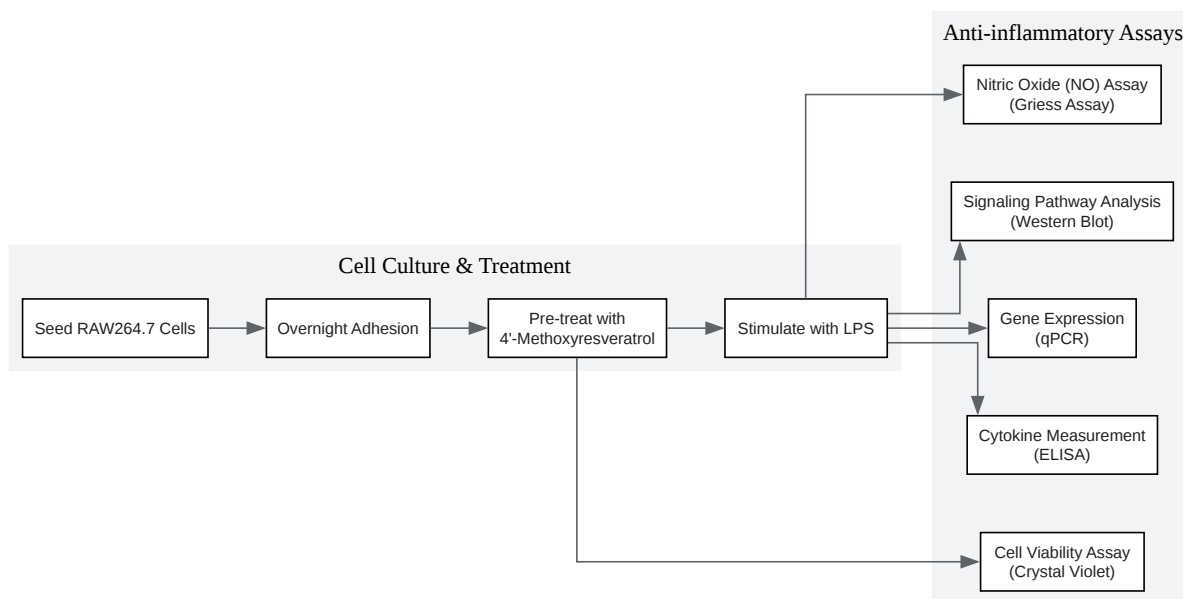 Anti-inflammatory Assays
Nitric Oxide (NO) Assay
(Griess Assay)
Signaling Pathway Analysis
(Western Blot)
Cell Culture & Treatment
Seed RAW264.7 Cells
Overnight Adhesion
Pre-treat with
4'-Methoxyresveratrol
Stimulate with LPS
Gene Expression
(qPCR)
Cytokine Measurement
(ELISA)
Cell Viability Assay
(Crystal Violet)